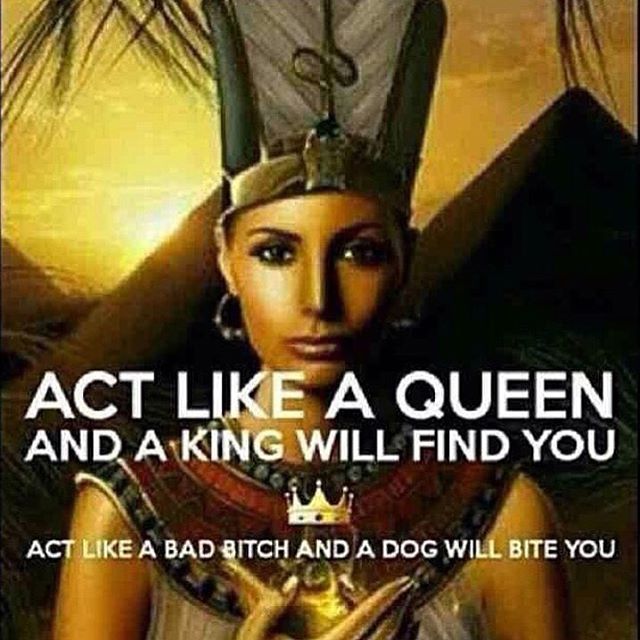 ACT LIKE A QUEEN
AND A KING WILL FIND YOU
ACT LIKE A BAD BITCH AND A DOG WILL BITE YOU